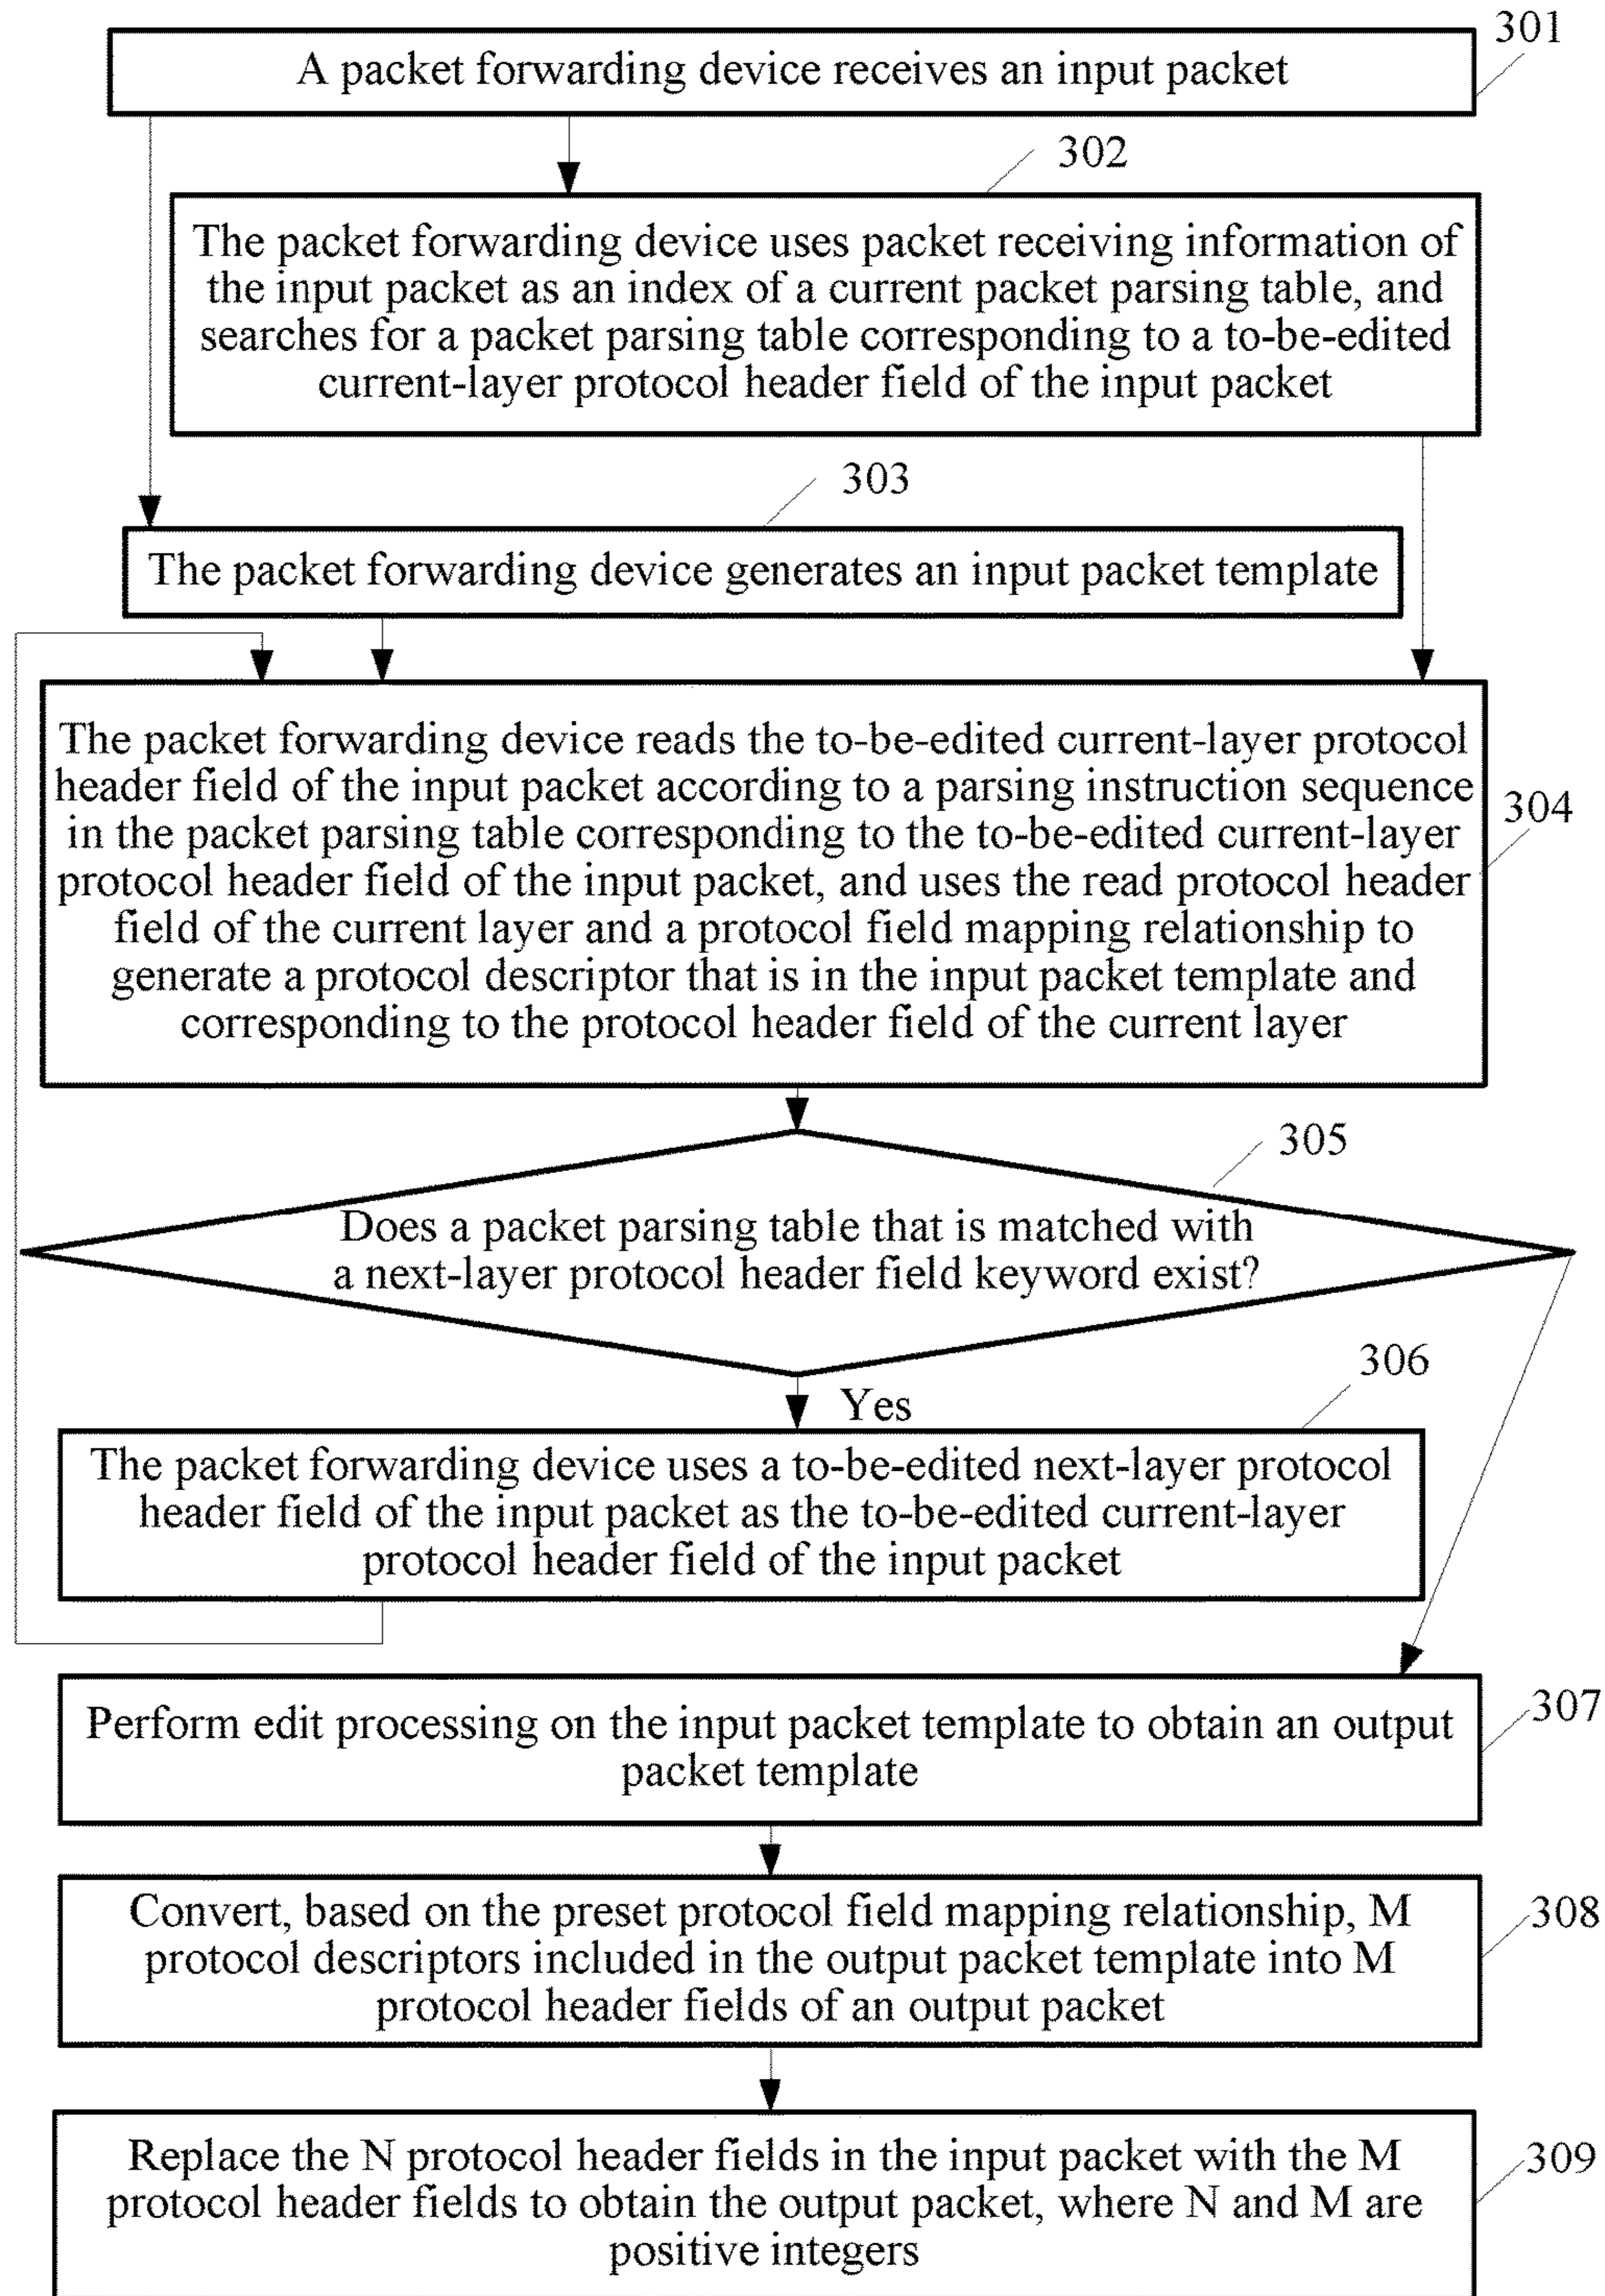 301
A packet forwarding device receives an input packet
302
The packet forwarding device uses packet receiving information of
the input packet as an index of a current packet parsing table, and
searches for a packet parsing table corresponding to a to-be-edited
current-layer protocol header field of the input packet
303
The packet forwarding device generates an input packet template
The packet forwarding device reads the to-be-edited current-layer protocol
header field of the input packet according to a parsing instruction sequence
in the packet parsing table corresponding to the to-be-edited current-layer
protocol header field of the input packet, and uses the read protocol header
field of the current layer and a protocol field mapping relationship to
generate a protocol descriptor that is in the input packet template and
corresponding to the protocol header field of the current layer
304
305
Does a packet parsing table that is matched with
a next-layer protocol header field keyword exist?
306
Yes
The packet forwarding device uses a to-be-edited next-layer protocol
header field of the input packet as the to-be-edited current-layer
protocol header field of the input packet
307
Perform edit processing on the input packet template to obtain an output
packet template
308
Convert, based on the preset protocol field mapping relationship, M
protocol descriptors included in the output packet template into M
protocol header fields of an output packet
309
Replace the N protocol header fields in the input packet with the M
protocol header fields to obtain the output packet, where N and M are
positive integers